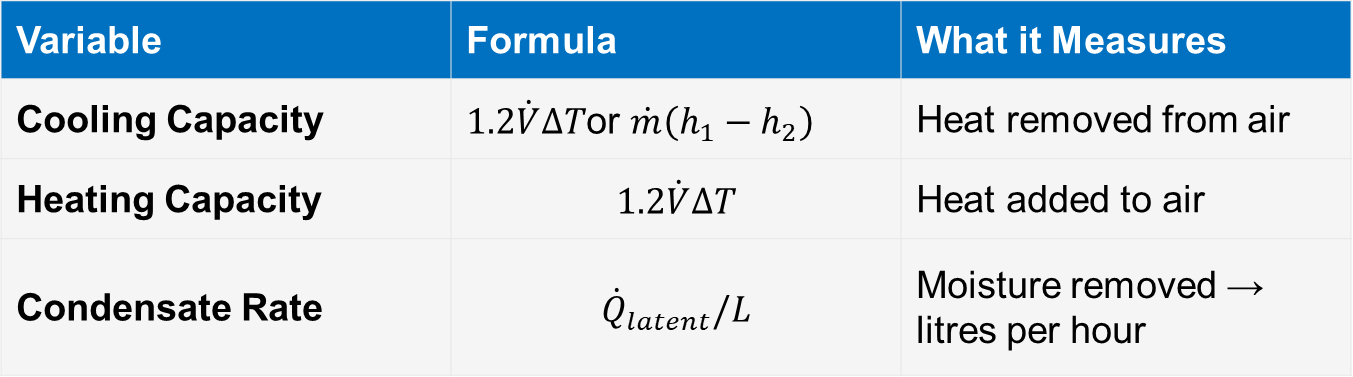 Variable Formula What it Measures
Cooling Capacity 1.2V̇ΔTor ṁ(h₁ − h₂) Heat removed from air
Heating Capacity 1.2V̇ΔT Heat added to air
Condensate Rate Q̇latent/L Moisture removed →
litres per hour